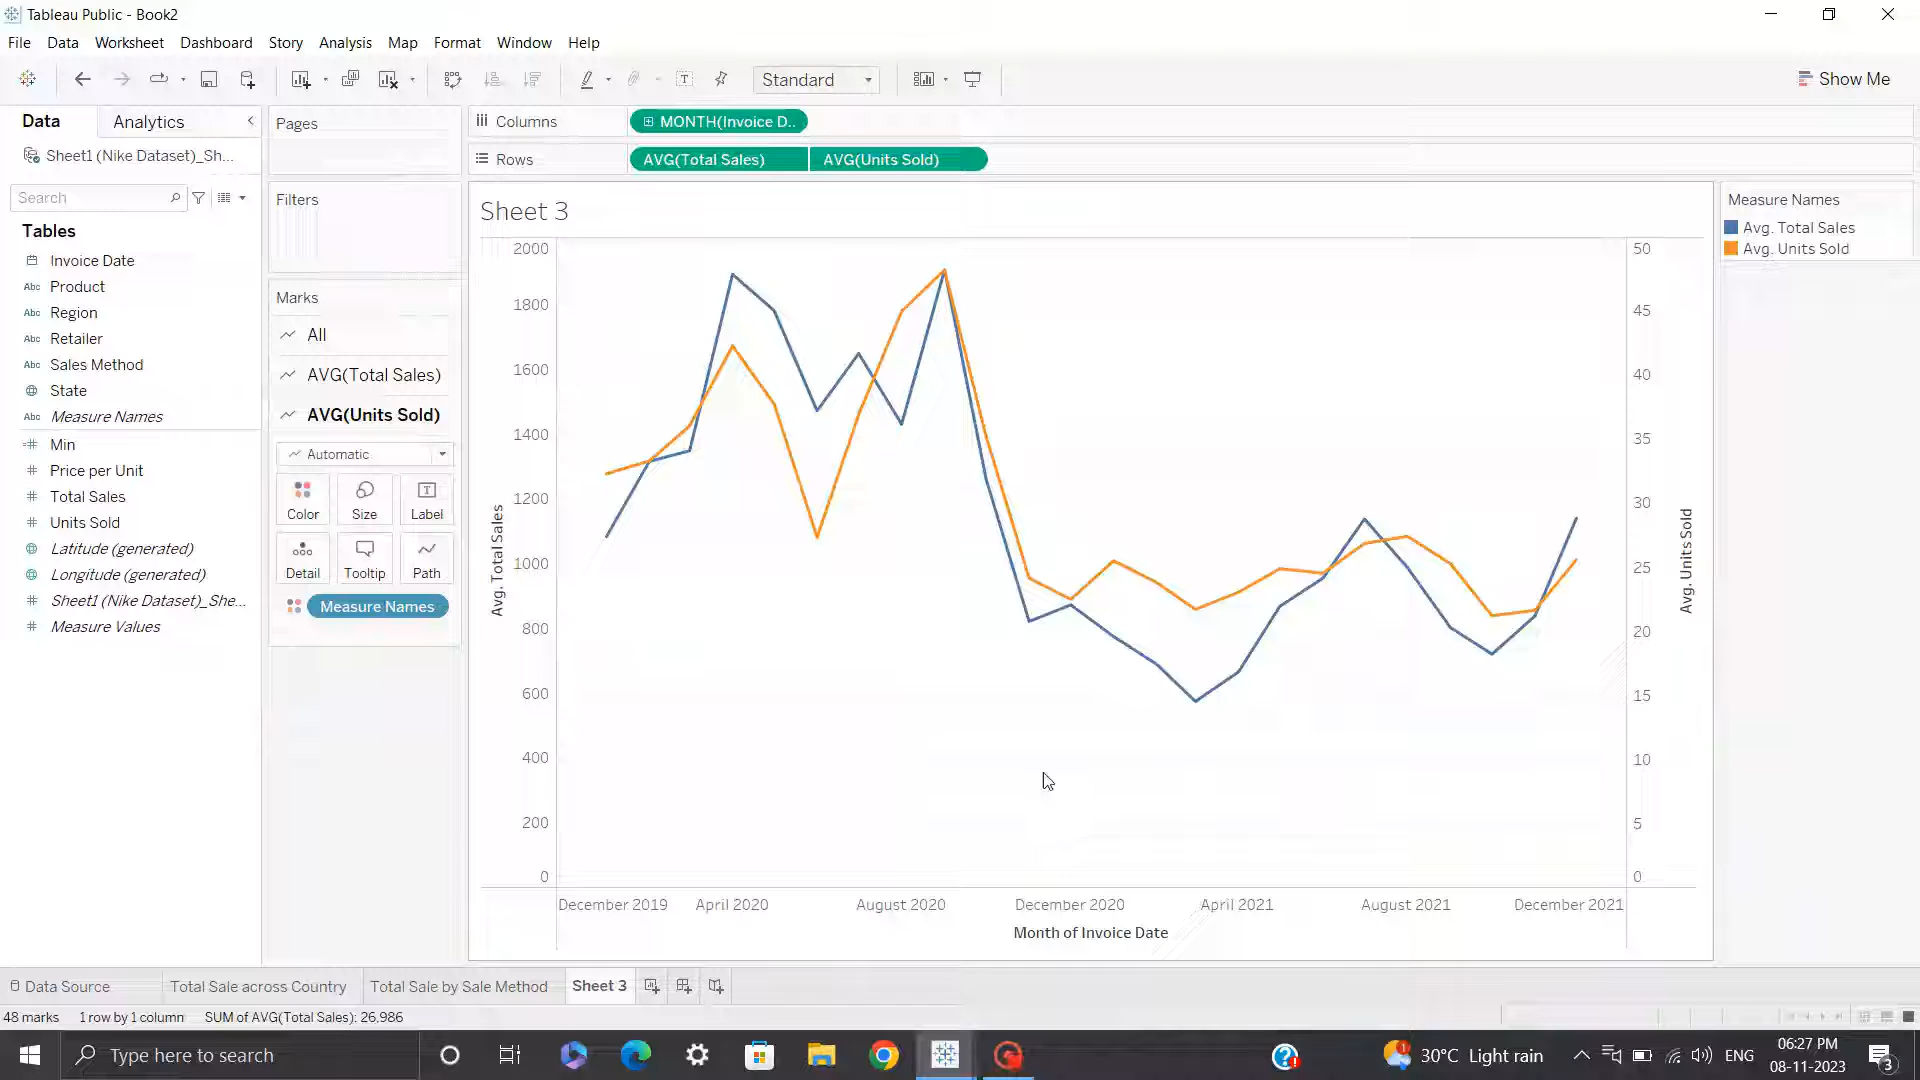 Tableau Public - Book2
File Data Worksheet Dashboard Story Analysis Map Format Window Help
Standard
Show Me
Data Analytics
Sheet1 (Nike Dataset)_Sh...
Search
Tables
Invoice Date
Abc Product
Abc Region
Abc Retailer
Abc Sales Method
State
Abc Measure Names
Min
Price per Unit
Total Sales
Units Sold
Latitude (generated)
Longitude (generated)
Sheet1 (Nike Dataset)_She...
Measure Values
Pages
Filters
Marks
All
AVG(Total Sales)
AVG(Units Sold)
Automatic
Color Size Label
Detail Tooltip Path
Measure Names
Columns MONTH(Invoice D..
Rows AVG(Total Sales) AVG(Units Sold)
Sheet 3
2000
1800
1600
1400
1200
1000
800
600
400
200
0
Avg. Total Sales
50
45
40
35
30
25
20
15
10
5
0
Avg. Units Sold
December 2019 April 2020 August 2020 December 2020 April 2021 August 2021 December 2021
Month of Invoice Date
Measure Names
Avg. Total Sales
Avg. Units Sold
Data Source Total Sale across Country Total Sale by Sale Method Sheet 3
48 marks 1 row by 1 column SUM of AVG(Total Sales): 26,986
Type here to search
1
30°C Light rain
ENG
06:27 PM
08-11-2023
3